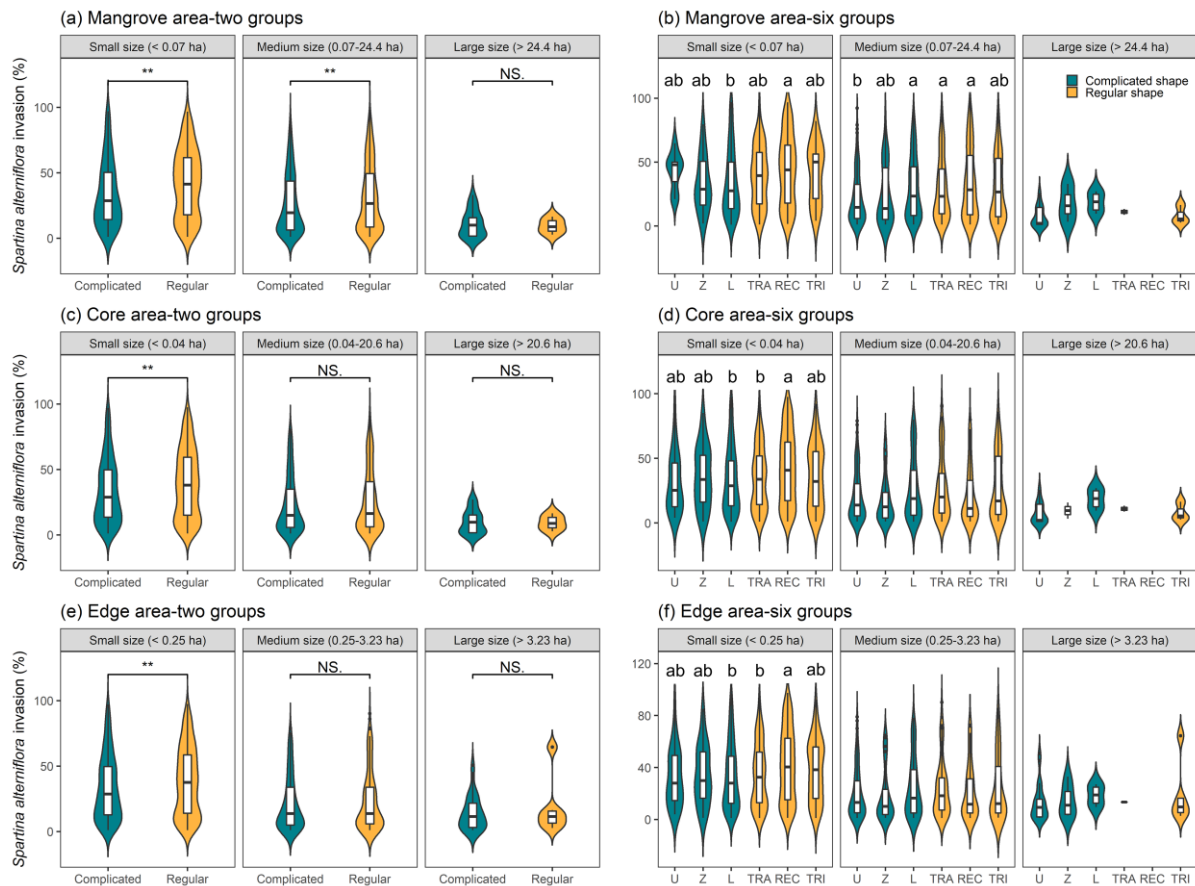 (a) Mangrove area-two groups
Small size (< 0.07 ha)
Medium size (0.07-24.4 ha)
Large size (> 24.4 ha)
**
**
NS.
Spartina alterniflora invasion (%)
100
50
0
Complicated
Regular
Complicated
Regular
Complicated
Regular
(b) Mangrove area-six groups
Small size (< 0.07)
Medium size (0.07-24.4 ha)
Large size (> 24.4 ha)
ab ab b a a ab
b ab a a a ab
Complicated shape
Regular shape
100
50
0
U Z L TRA REC TRI
U Z L TRA REC TRI
U Z L TRA REC TRI
(c) Core area-two groups
Small size (< 0.04 ha)
Medium size (0.04-20.6 ha)
Large size (> 20.6 ha)
**
NS.
NS.
Spartina alterniflora invasion (%)
100
50
0
Complicated
Regular
Complicated
Regular
Complicated
Regular
(d) Core area-six groups
Small size (< 0.04 ha)
Medium size (0.04-20.6 ha)
Large size (> 20.6 ha)
ab ab b b a ab
100
50
0
U Z L TRA REC TRI
U Z L TRA REC TRI
U Z L TRA REC TRI
(e) Edge area-two groups
Small size (< 0.25 ha)
Medium size (0.25-3.23 ha)
Large size (> 3.23 ha)
**
NS.
NS.
Spartina alterniflora invasion (%)
100
50
0
Complicated
Regular
Complicated
Regular
Complicated
Regular
(f) Edge area-six groups
Small size (< 0.25 ha)
Medium size (0.25-3.23 ha)
Large size (> 3.23 ha)
ab ab b b a ab
120
80
40
0
U Z L TRA REC TRI
U Z L TRA REC TRI
U Z L TRA REC TRI